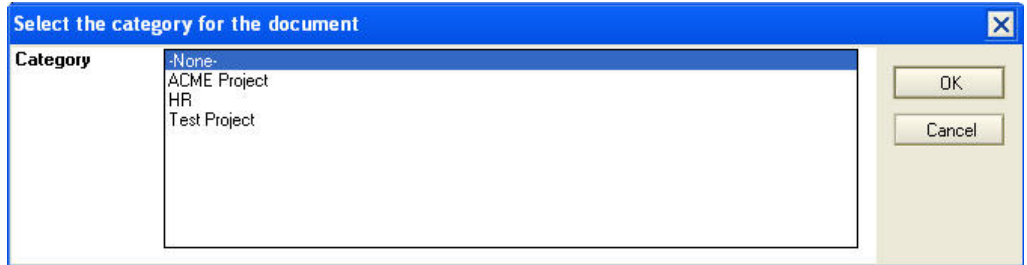 Select the category for the document
Category
-None-
ACME Project
HR
Test Project
OK
Cancel